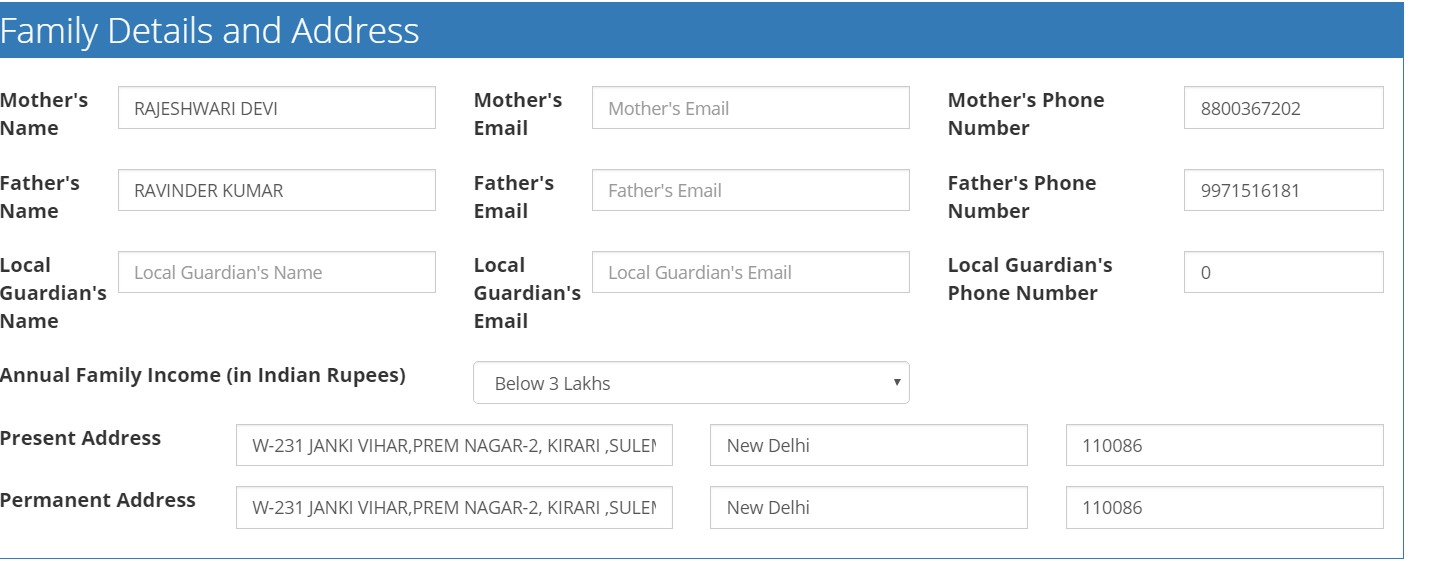 Family Details and Address
Mother's Name RAJESHWARI DEVI Mother's Email Mother's Email Mother's Phone Number 8800367202
Father's Name RAVINDER KUMAR Father's Email Father's Email Father's Phone Number 9971516181
Local Guardian's Name Local Guardian's Name Local Guardian's Email Local Guardian's Email Local Guardian's Phone Number 0
Annual Family Income (in Indian Rupees) Below 3 Lakhs
Present Address W-231 JANKI VIHAR,PREM NAGAR-2, KIRARI ,SULE New Delhi 110086
Permanent Address W-231 JANKI VIHAR,PREM NAGAR-2, KIRARI ,SULE New Delhi 110086